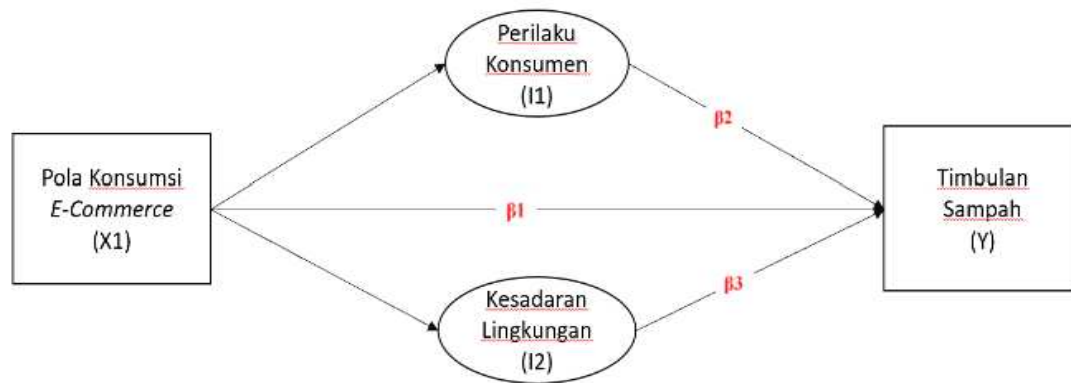 Perilaku
Konsumen
(I1)
β2
Pola Konsumsi
E-Commerce
(X1)
β1
Timbulan
Sampah
(Y)
β3
Kesadaran
Lingkungan
(I2)